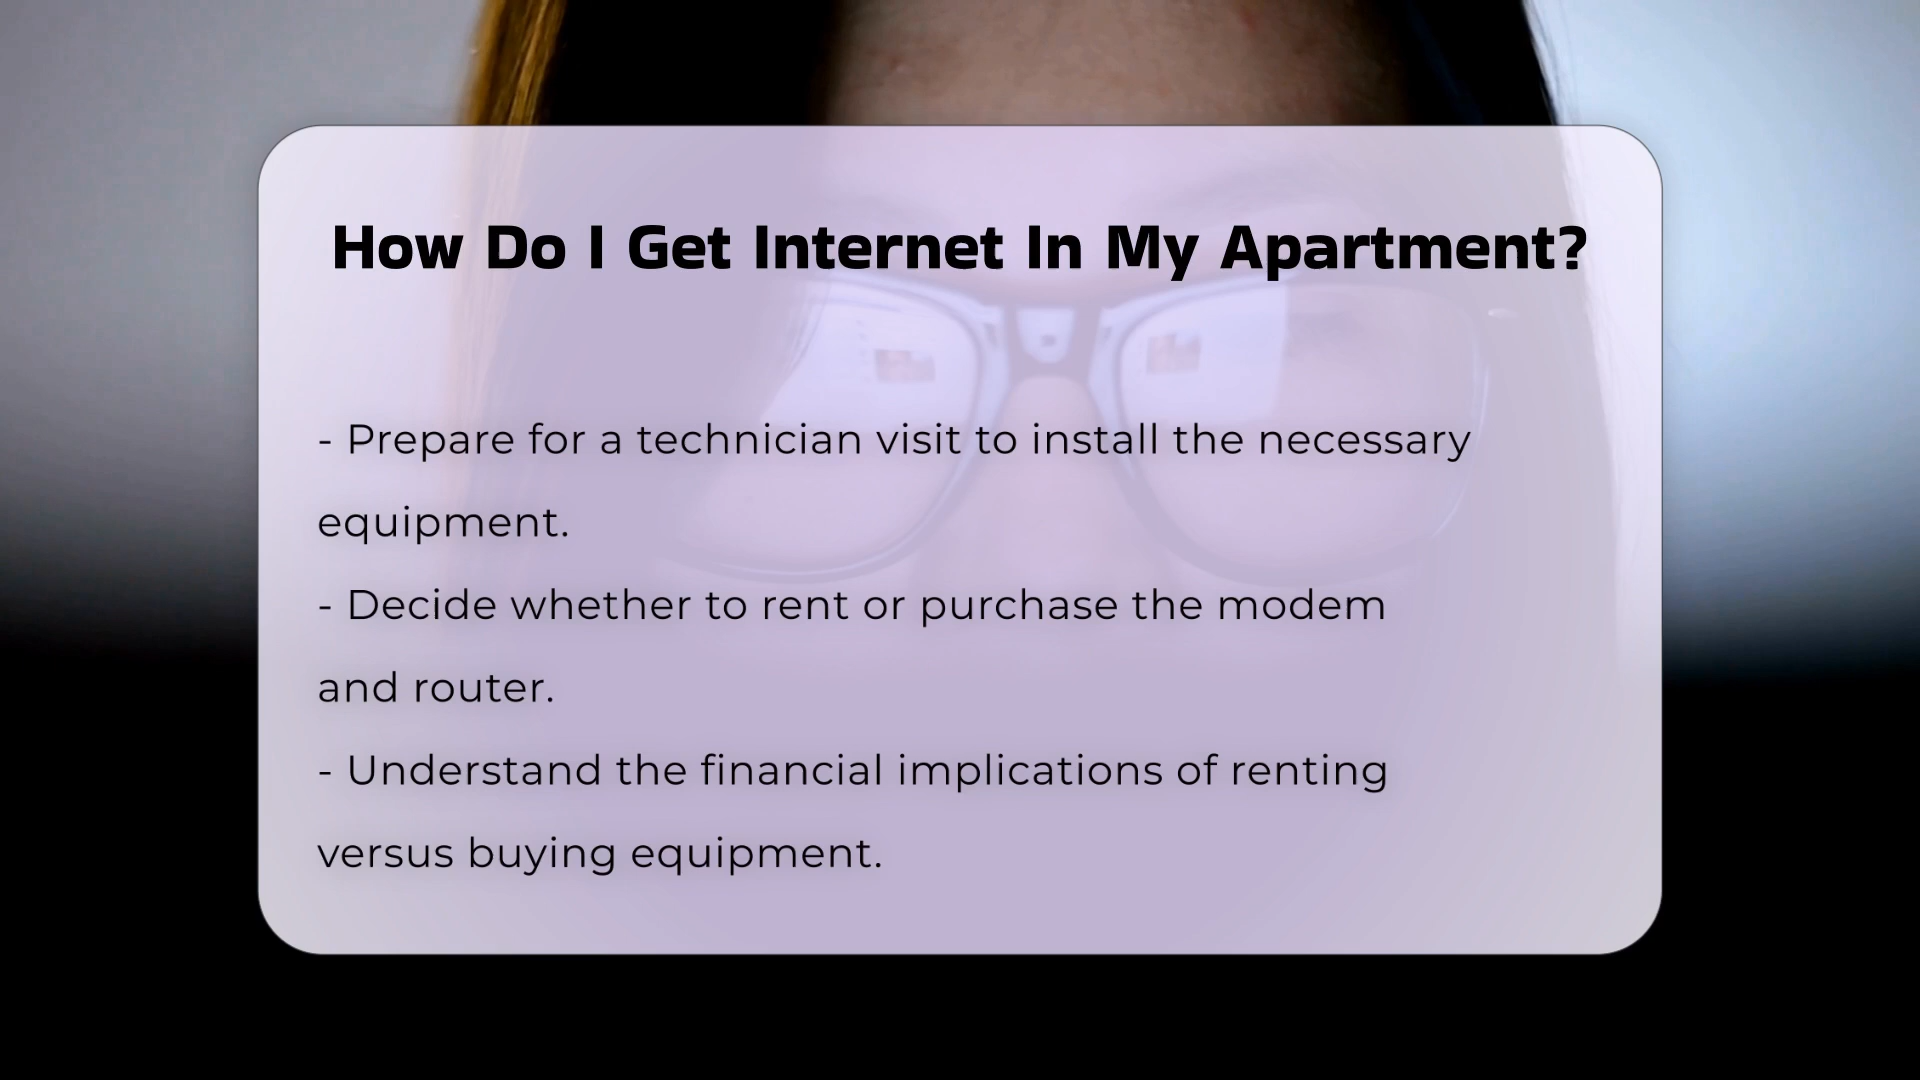 How Do I Get Internet In My Apartment?
- Prepare for a technician visit to install the necessary
equipment.
- Decide whether to rent or purchase the modem
and router.
- Understand the financial implications of renting
versus buying equipment.